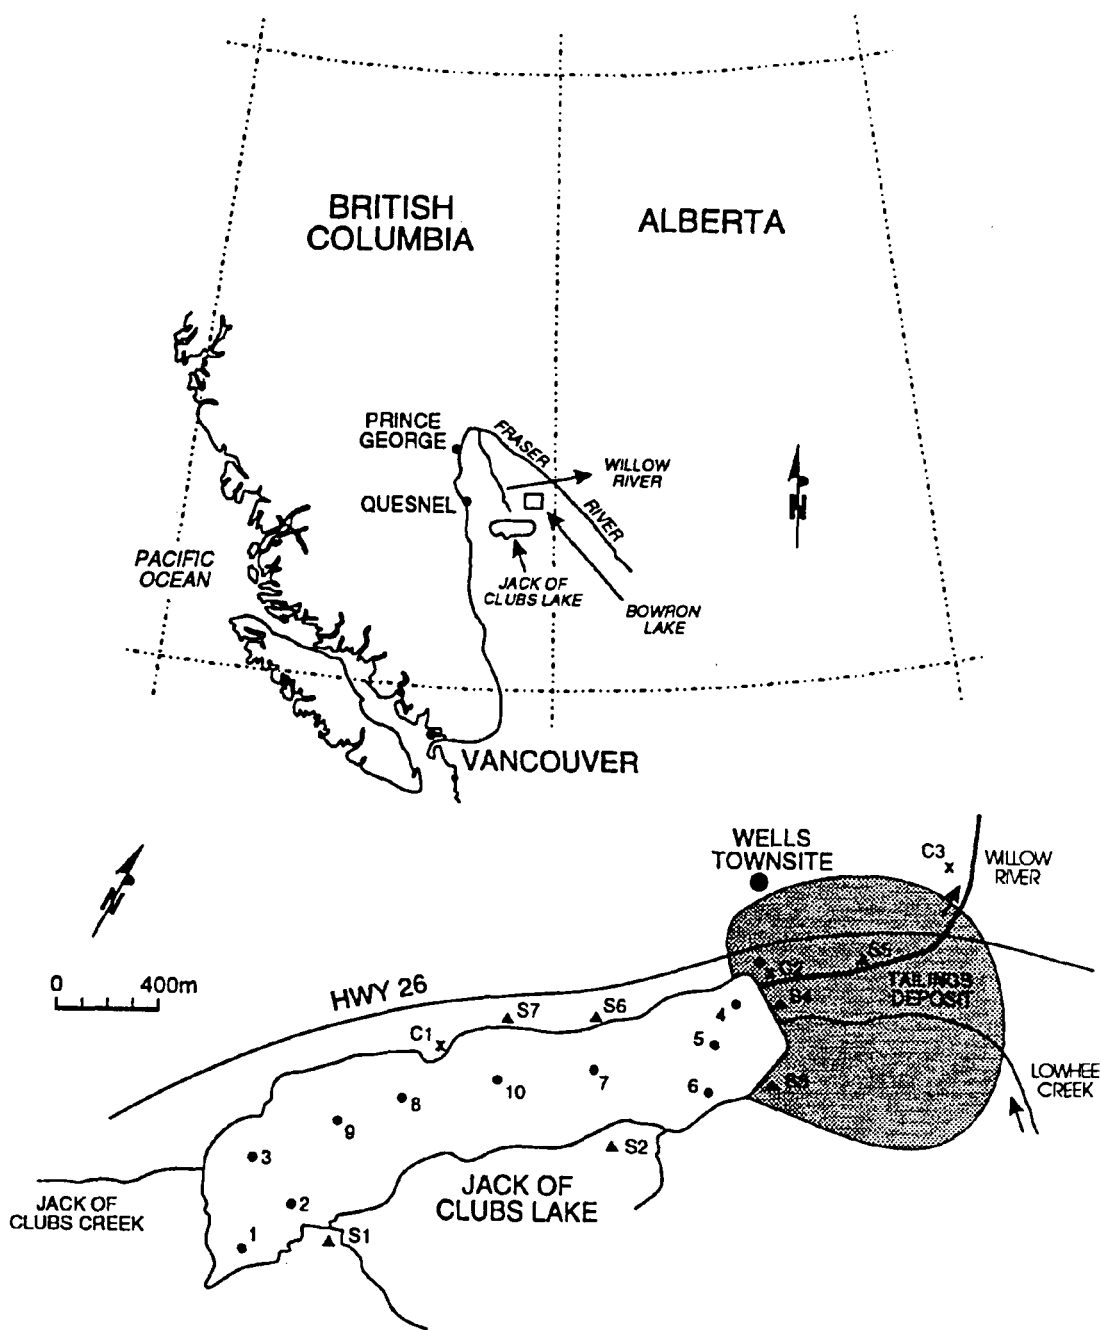 BRITISH
COLUMBIA
ALBERTA
PRINCE
GEORGE
FRASER
RIVER
WILLOW
RIVER
QUESNEL
N
PACIFIC
OCEAN
JACK OF
CLUBS LAKE
BOWRON
LAKE
VANCOUVER
WELLS
TOWNSITE
C3
WILLOW
RIVER
N
0 400m
HWY 26
C2
S5
TAILINGS
DEPOSIT
S4
S7
S6
C1
4
5
10
7
6
8
9
S3
LOWHEE
CREEK
3
S2
2
JACK OF
CLUBS LAKE
JACK OF
CLUBS CREEK
1
S1